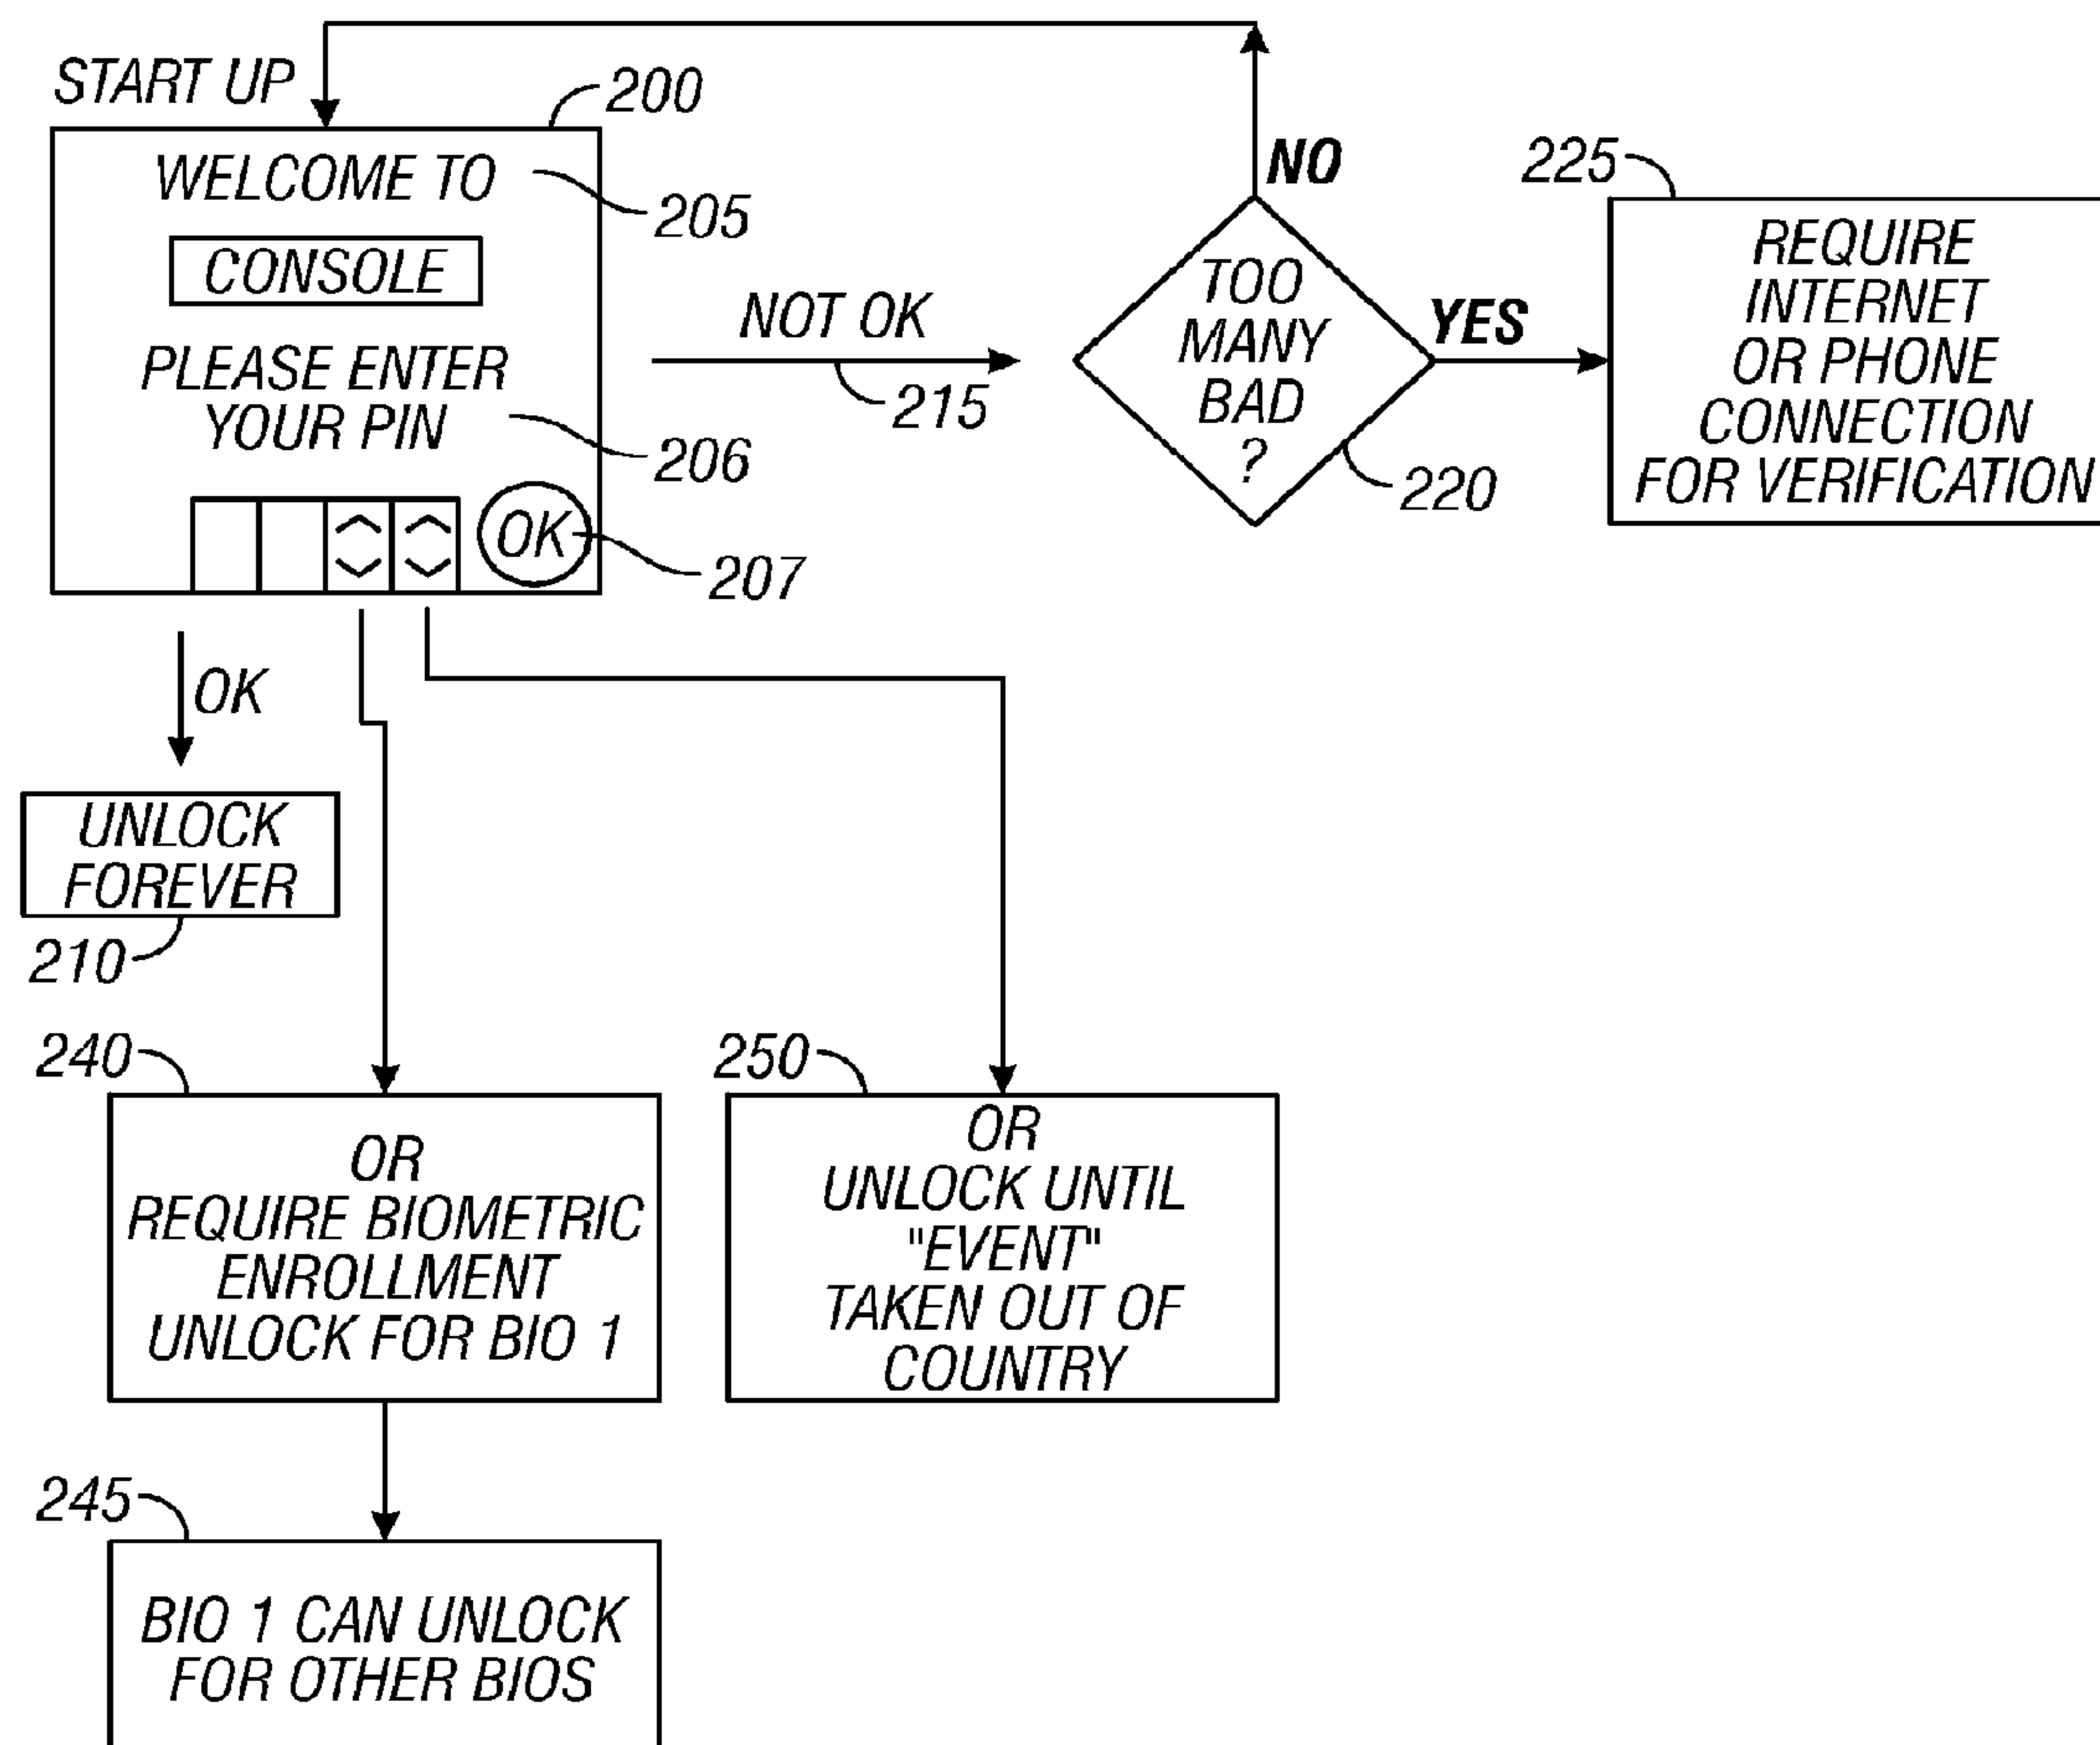 START UP
200
WELCOME TO
205
CONSOLE
PLEASE ENTER
YOUR PIN
206
OK
207
NOT OK
215
TOO
MANY
BAD
?
220
NO
YES
225
REQUIRE
INTERNET
OR PHONE
CONNECTION
FOR VERIFICATION
OK
UNLOCK
FOREVER
210
240
OR
REQUIRE BIOMETRIC
ENROLLMENT
UNLOCK FOR BIO 1
250
OR
UNLOCK UNTIL
"EVENT"
TAKEN OUT OF
COUNTRY
245
BIO 1 CAN UNLOCK
FOR OTHER BIOS